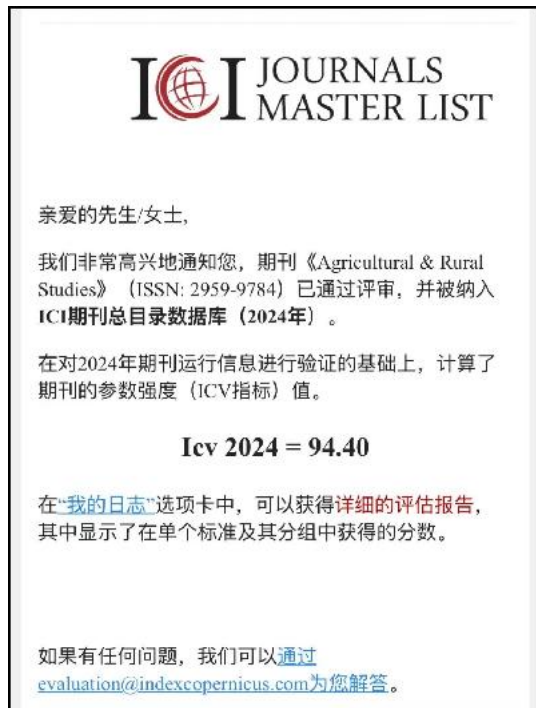 ICI JOURNALS
MASTER LIST
亲爱的先生/女士,
我们非常高兴地通知您，期刊《Agricultural & Rural
Studies》（ISSN: 2959-9784）已通过评审，并被纳入
ICI期刊总目录数据库（2024年）。
在对2024年期刊运行信息进行验证的基础上，计算了
期刊的参数强度（ICV指标）值。
Icv 2024 = 94.40
在“我的日志”选项卡中，可以获得详细的评估报告，
其中显示了在单个标准及其分组中获得的分数。
如果有任何问题，我们可以通过
evaluation@indexcopernicus.com为您解答。